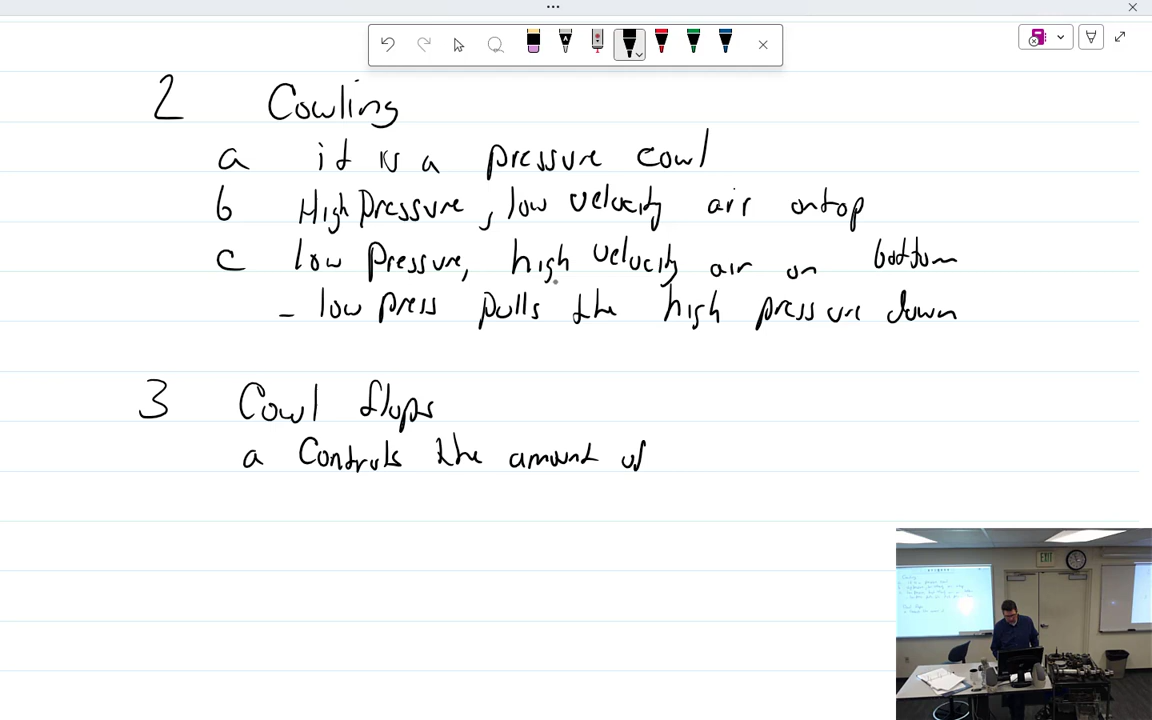 2 Cowling
a it is a pressure cowl
b High Pressure, low velocity air ontop
c low Pressure, high velocity air on bottom
- low press pulls the high pressure down
3 Cowl flaps
a Controls the amount of
EXIT